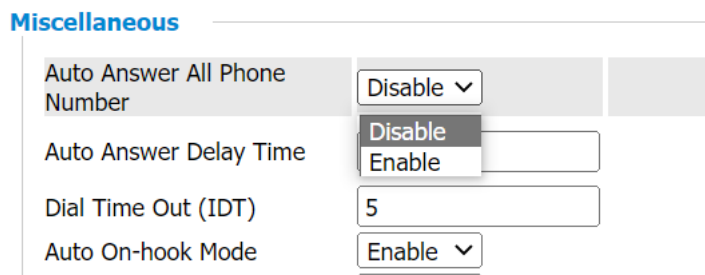 Miscellaneous
Auto Answer All Phone
Number
Disable
Disable
Enable
Auto Answer Delay Time
Dial Time Out (IDT)
5
Auto On-hook Mode
Enable